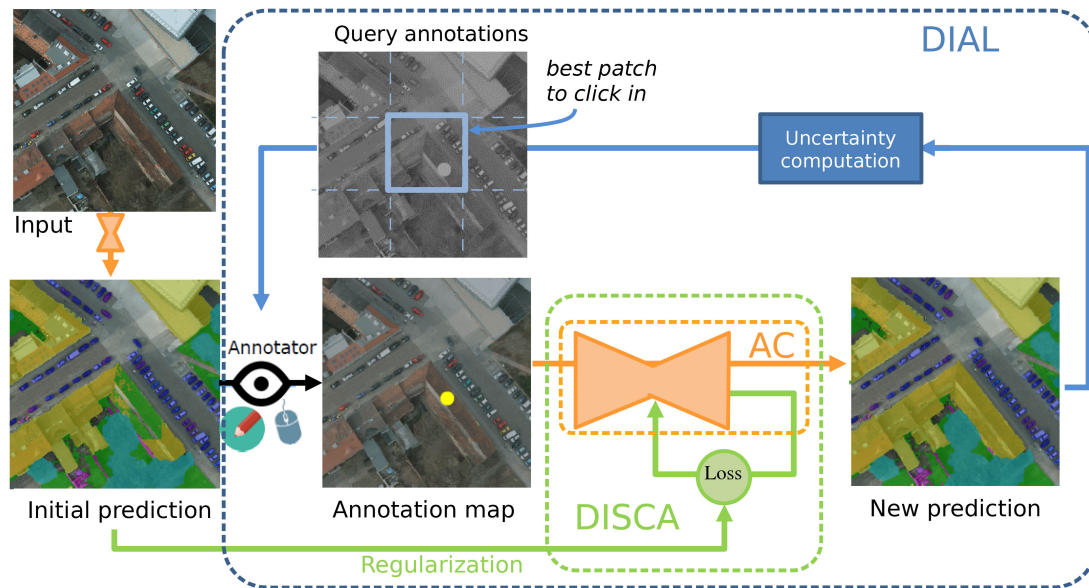 DIAL
Query annotations
best patch
to click in
Uncertainty
computation
Input
Annotator
AC
Loss
DISCA
Initial prediction
Annotation map
New prediction
Regularization